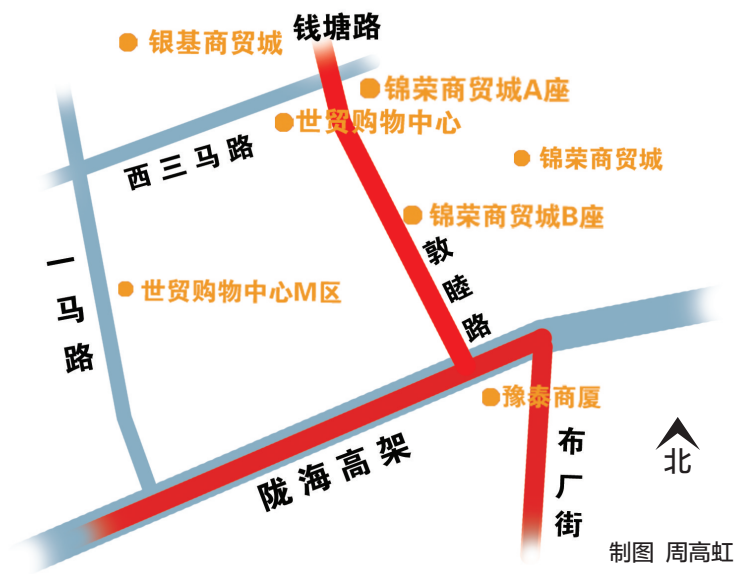 钱塘路
银基商贸城
锦荣商贸城A座
世贸购物中心
西三马路
锦荣商贸城
锦荣商贸城B座
敦睦路
一马路
世贸购物中心M区
豫泰商厦
陇海高架
布厂街
北
制图 周高虹